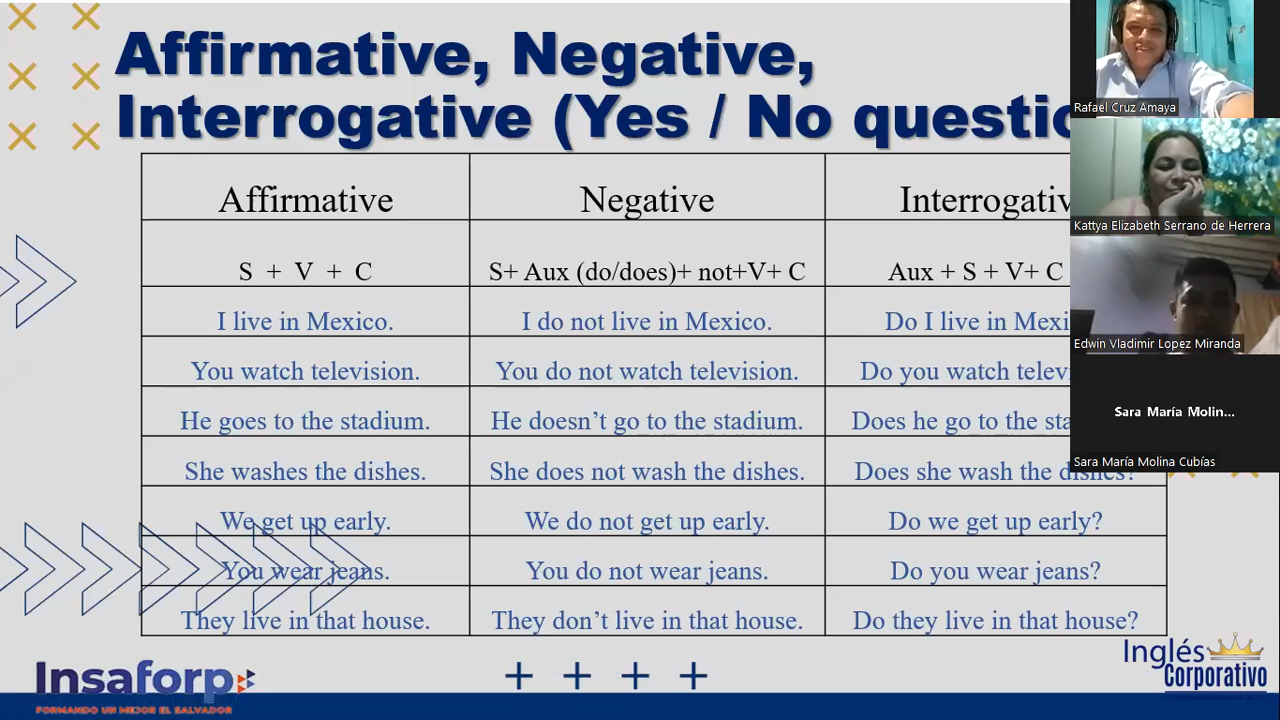 Affirmative, Negative,
Interrogative (Yes / No questio
Affirmative Negative Interrogativ
S + V + C S+ Aux (do/does)+ not+V+ C Aux + S + V+ C
I live in Mexico. I do not live in Mexico. Do I live in Mexi
You watch television. You do not watch television. Do you watch telev
He goes to the stadium. He doesn’t go to the stadium. Does he go to the sta
She washes the dishes. She does not wash the dishes. Does she wash the dishes?
We get up early. We do not get up early. Do we get up early?
You wear jeans. You do not wear jeans. Do you wear jeans?
They live in that house. They don’t live in that house. Do they live in that house?
Insaforp
FORMANDO UN MEJOR EL SALVADOR
Inglés
Corporativo
Rafael Cruz Amaya
Kattya Elizabeth Serrano de Herrera
Edwin Vladimir Lopez Miranda
Sara María Molin...
Sara María Molina Cubías